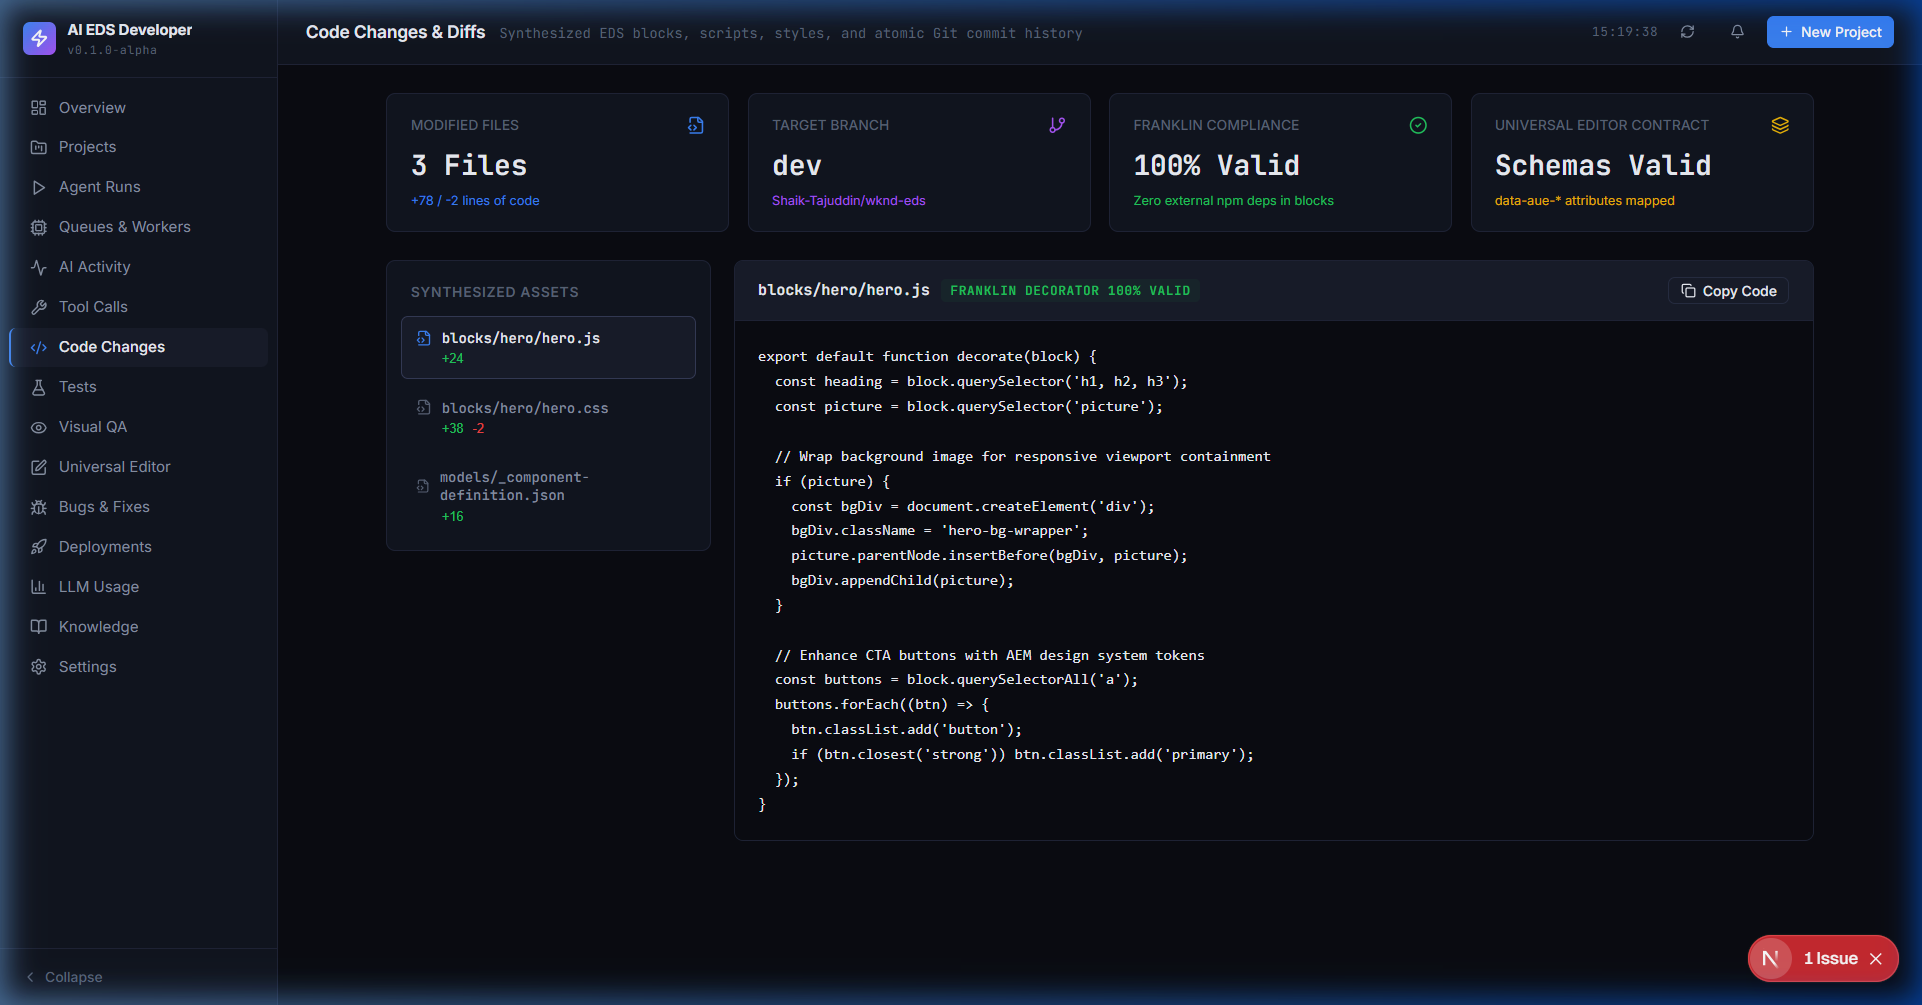 AI EDS Developer
v0.1.0-alpha
Overview
Projects
Agent Runs
Queues & Workers
AI Activity
Tool Calls
Code Changes
Tests
Visual QA
Universal Editor
Bugs & Fixes
Deployments
LLM Usage
Knowledge
Settings
Collapse
Code Changes & Diffs Synthesized EDS blocks, scripts, styles, and atomic Git commit history
15:19:38
New Project
MODIFIED FILES
3 Files
+78 / -2 lines of code
TARGET BRANCH
dev
Shaik-Tajuddin/wknd-eds
FRANKLIN COMPLIANCE
100% Valid
Zero external npm deps in blocks
UNIVERSAL EDITOR CONTRACT
Schemas Valid
data-aue-* attributes mapped
SYNTHESIZED ASSETS
blocks/hero/hero.js
+24
blocks/hero/hero.css
+38 -2
models/_component-
definition.json
+16
blocks/hero/hero.js FRANKLIN DECORATOR 100% VALID
Copy Code
export default function decorate(block) {
  const heading = block.querySelector('h1, h2, h3');
  const picture = block.querySelector('picture');
  // Wrap background image for responsive viewport containment
  if (picture) {
    const bgDiv = document.createElement('div');
    bgDiv.className = 'hero-bg-wrapper';
    picture.parentNode.insertBefore(bgDiv, picture);
    bgDiv.appendChild(picture);
  }
  // Enhance CTA buttons with AEM design system tokens
  const buttons = block.querySelectorAll('a');
  buttons.forEach((btn) => {
    btn.classList.add('button');
    if (btn.closest('strong')) btn.classList.add('primary');
  });
}
N 1 Issue